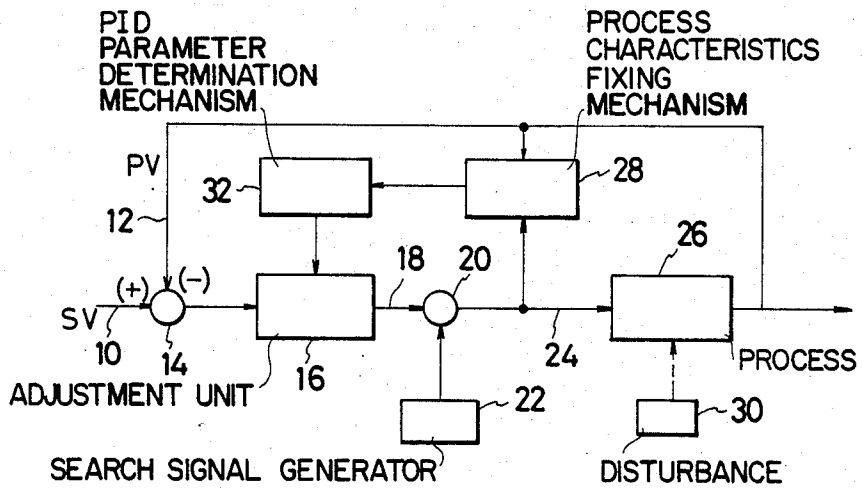 PID
PARAMETER
DETERMINATION
MECHANISM
PROCESS
CHARACTERISTICS
FIXING
MECHANISM
PV
32
28
12
18
20
26
(+)
(-)
SV
10
14
16
24
PROCESS
ADJUSTMENT UNIT
22
30
SEARCH SIGNAL GENERATOR
DISTURBANCE